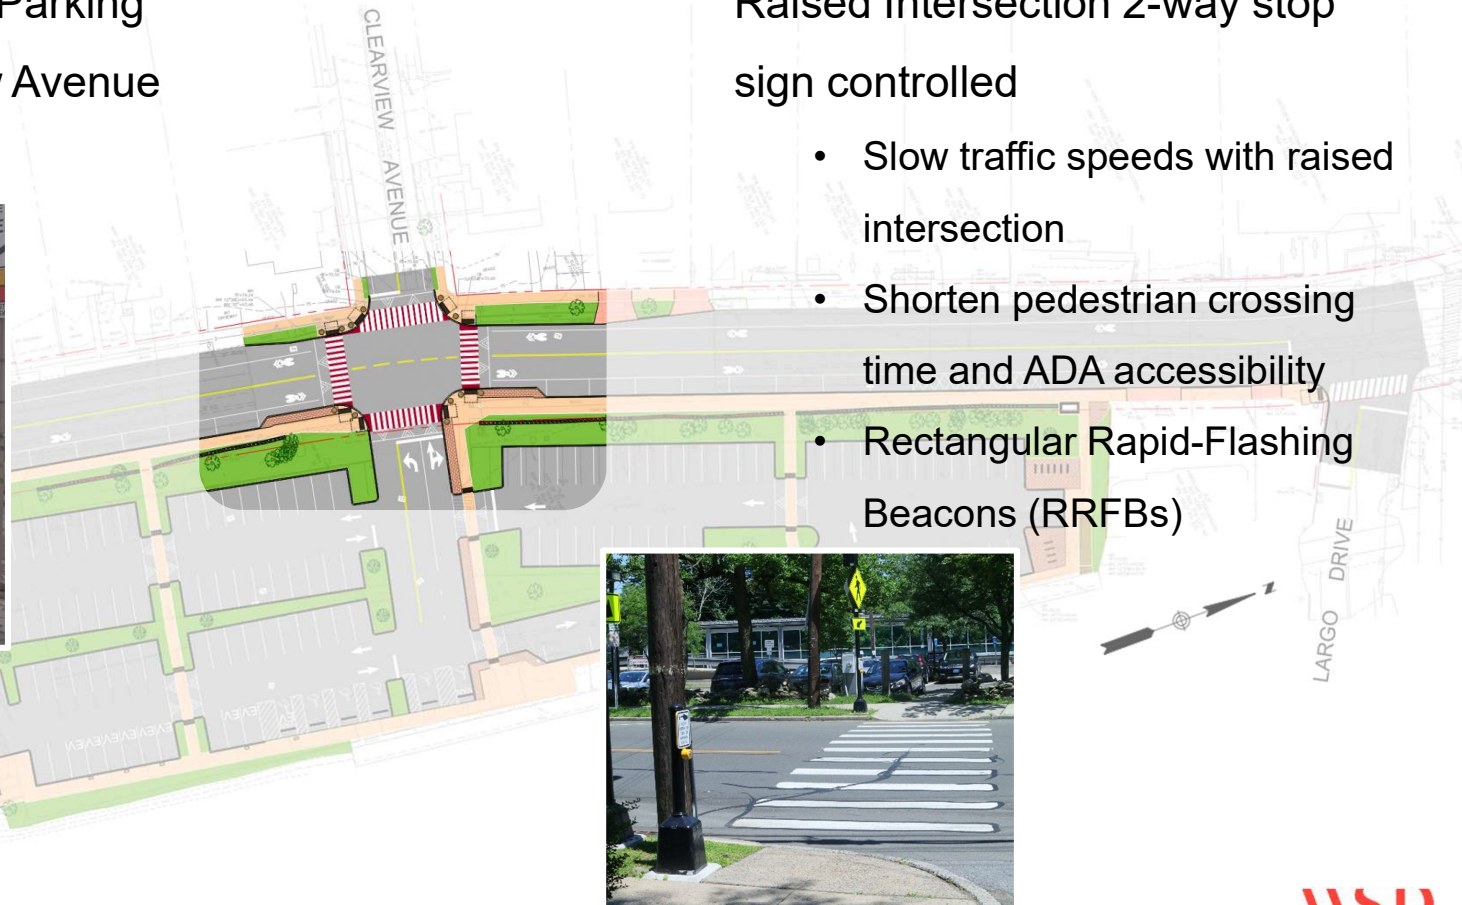 Parking
Avenue
Raised Intersection 2-way stop
sign controlled
• Slow traffic speeds with raised
intersection
• Shorten pedestrian crossing
time and ADA accessibility
• Rectangular Rapid-Flashing
Beacons (RRFBs)
CLEARVIEW AVENUE
LARGO DRIVE
EVEVEVEVEVEV